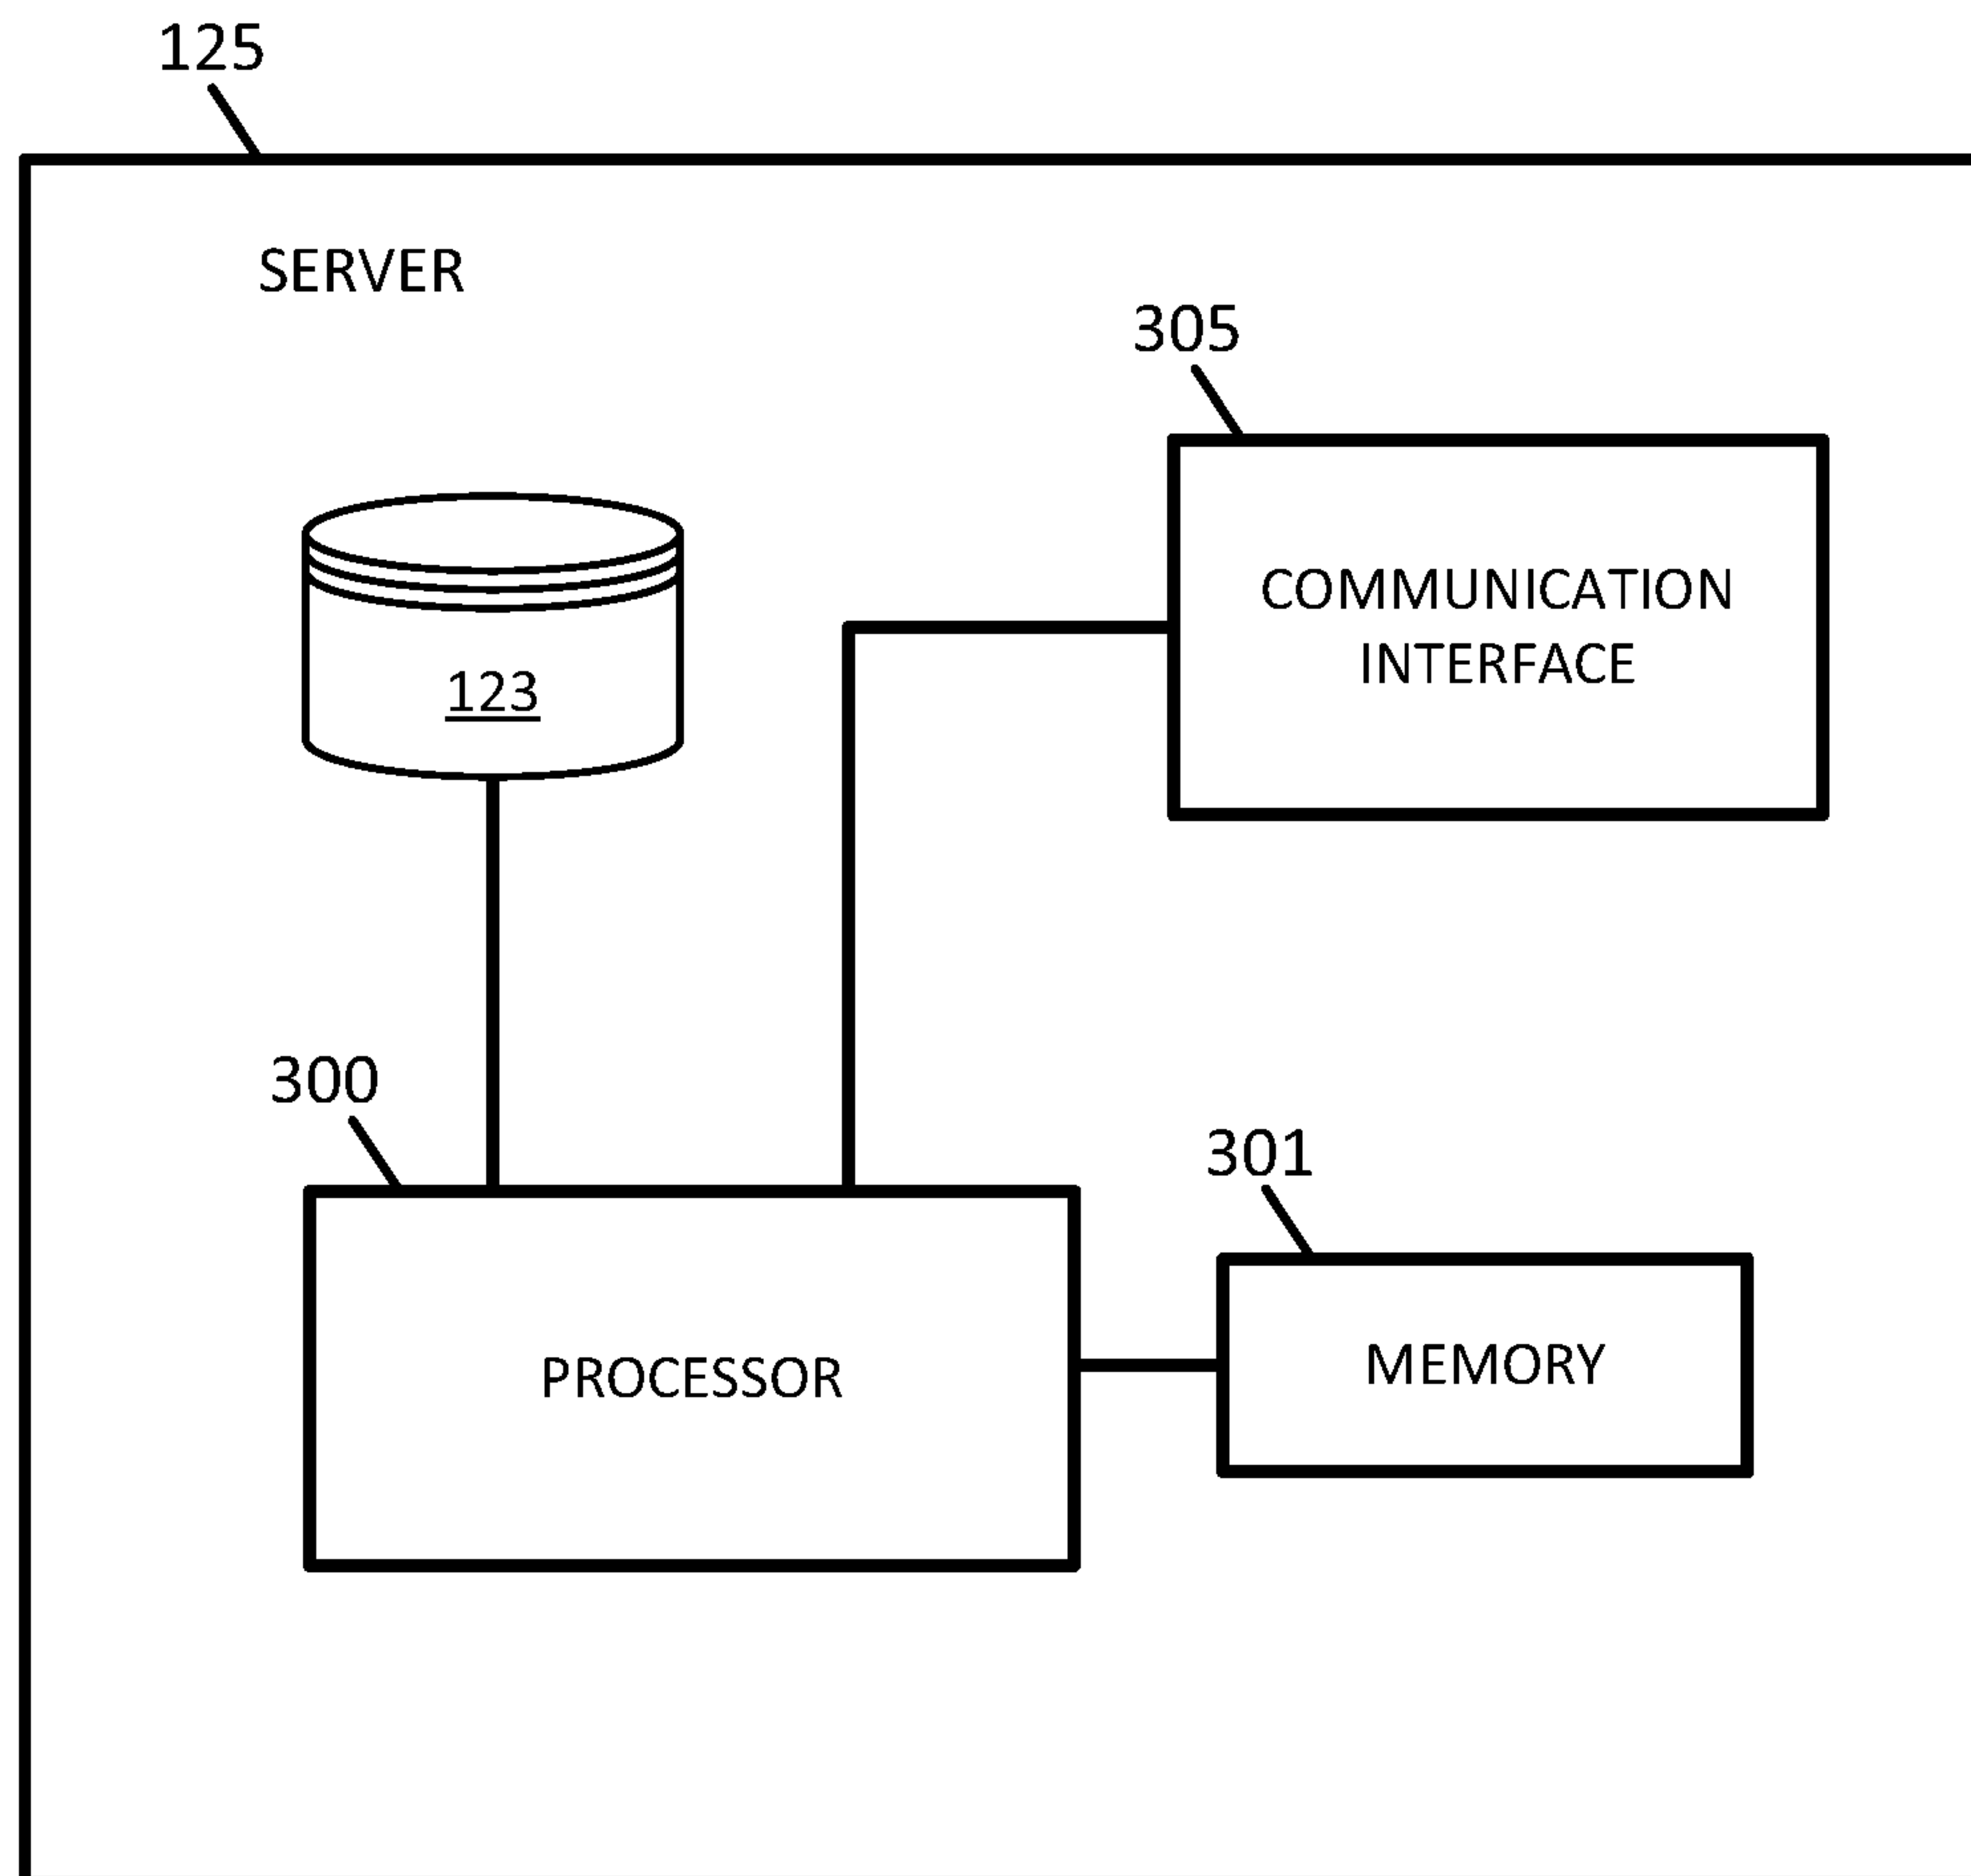 125
SERVER
305
COMMUNICATION
INTERFACE
123
300
301
PROCESSOR
MEMORY